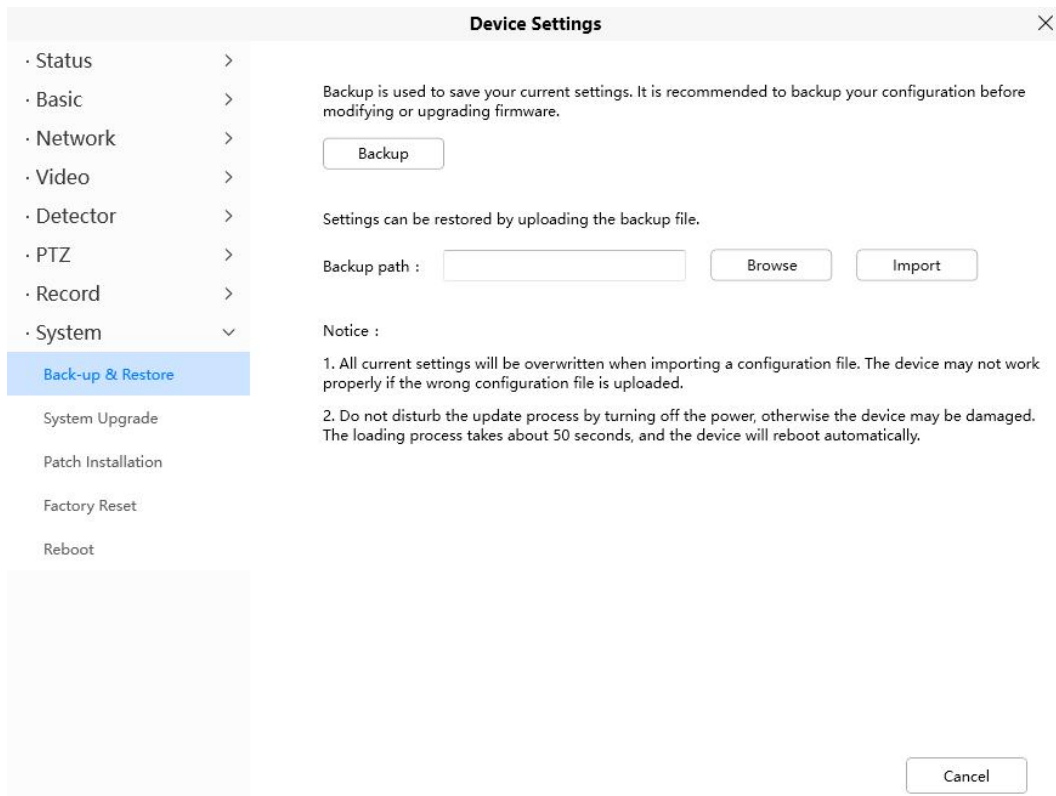 Device Settings
· Status
· Basic
· Network
· Video
· Detector
· PTZ
· Record
· System
Back-up & Restore
System Upgrade
Patch Installation
Factory Reset
Reboot
Backup is used to save your current settings. It is recommended to backup your configuration before
modifying or upgrading firmware.
Backup
Settings can be restored by uploading the backup file.
Backup path :
Browse
Import
Notice :
1. All current settings will be overwritten when importing a configuration file. The device may not work
properly if the wrong configuration file is uploaded.
2. Do not disturb the update process by turning off the power, otherwise the device may be damaged.
The loading process takes about 50 seconds, and the device will reboot automatically.
Cancel